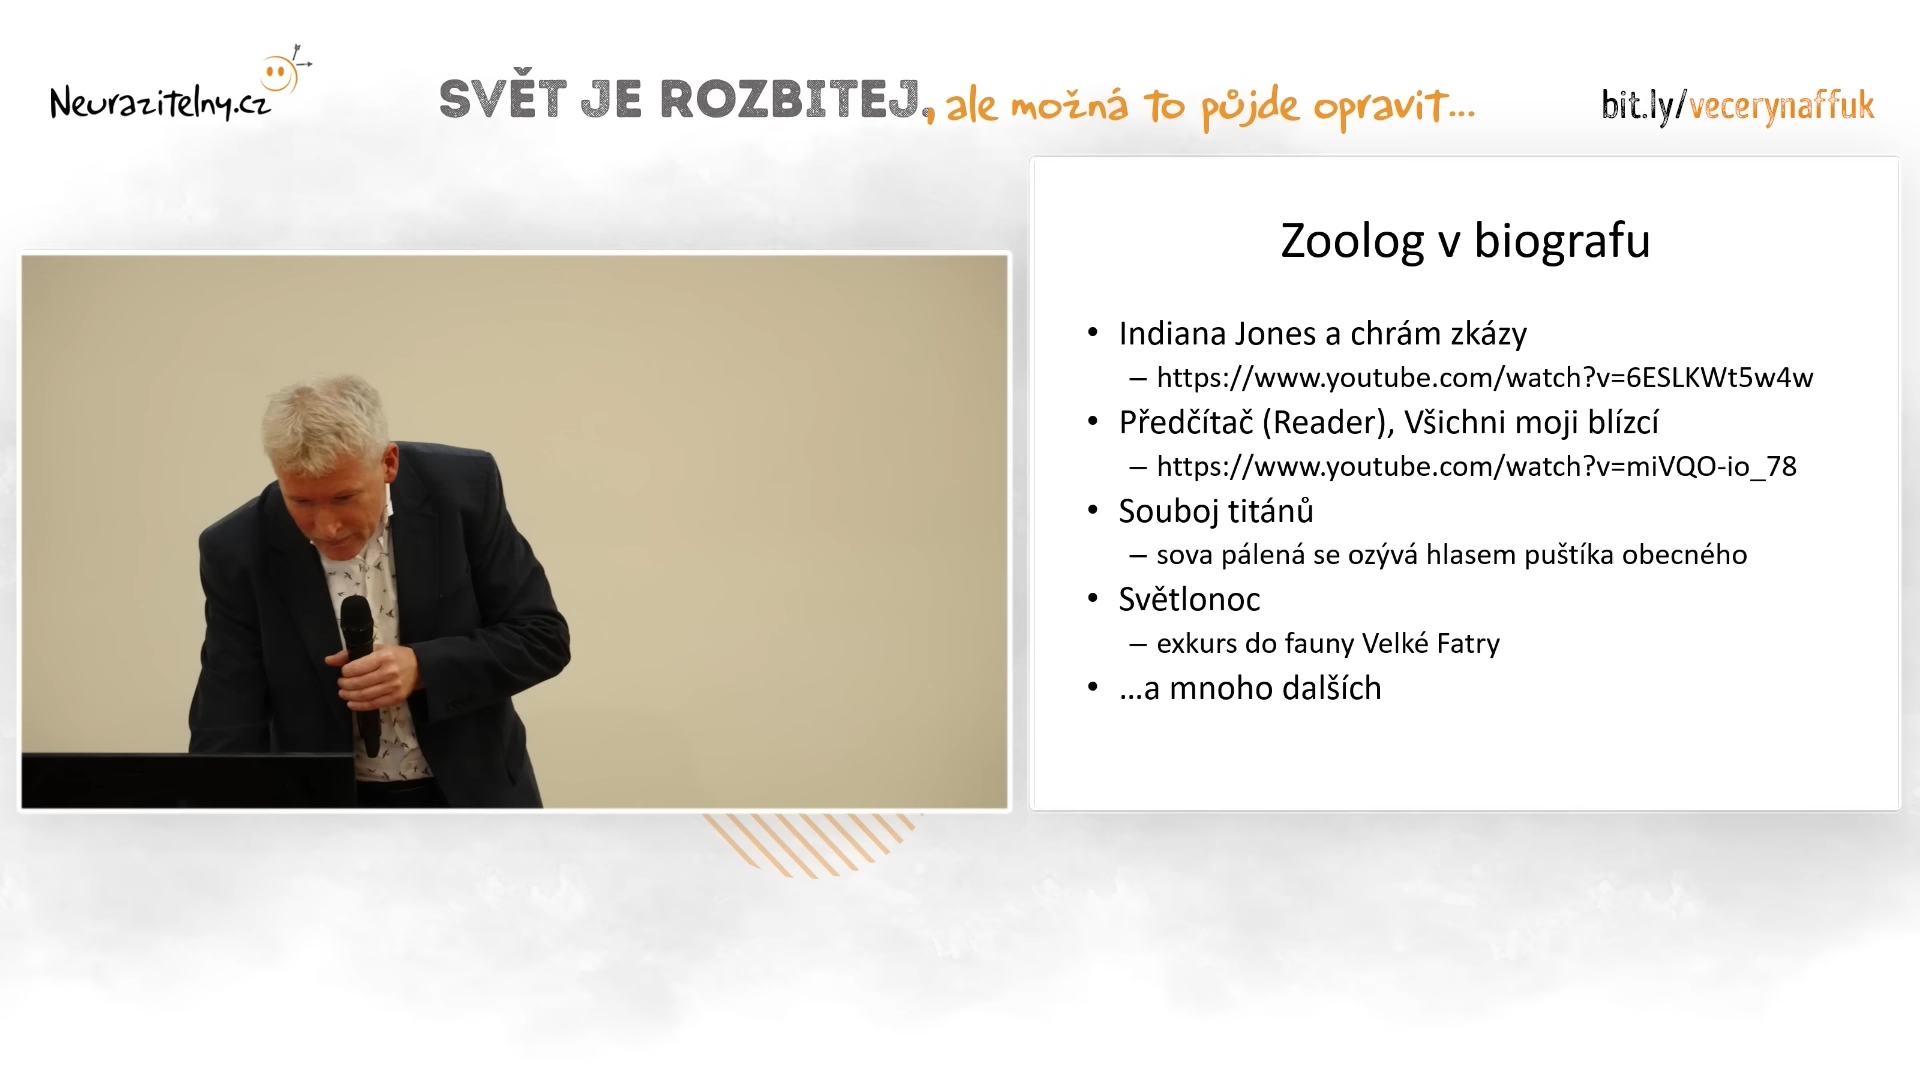 Neurazitelny.cz
SVĚT JE ROZBITEJ, ale možná to půjde opravit...
bit.ly/vecerynaffuk
Zoolog v biografu
• Indiana Jones a chrám zkázy
– https://www.youtube.com/watch?v=6ESLKWt5w4w
• Předčítač (Reader), Všichni moji blízcí
– https://www.youtube.com/watch?v=miVQO-io_78
• Souboj titánů
– sova pálená se ozývá hlasem puštíka obecného
• Světlonoc
– exkurs do fauny Velké Fatry
• …a mnoho dalších